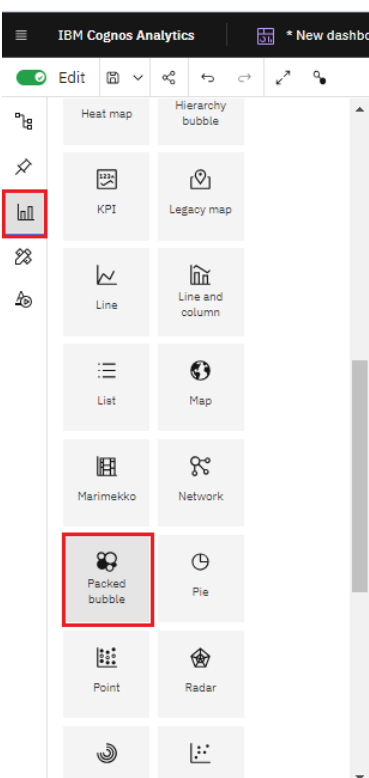 IBM Cognos Analytics
* New dashbo
Edit
Heat map
Hierarchy
bubble
KPI
Legacy map
Line
Line and
column
List
Map
Marimekko
Network
Packed
bubble
Pie
Point
Radar